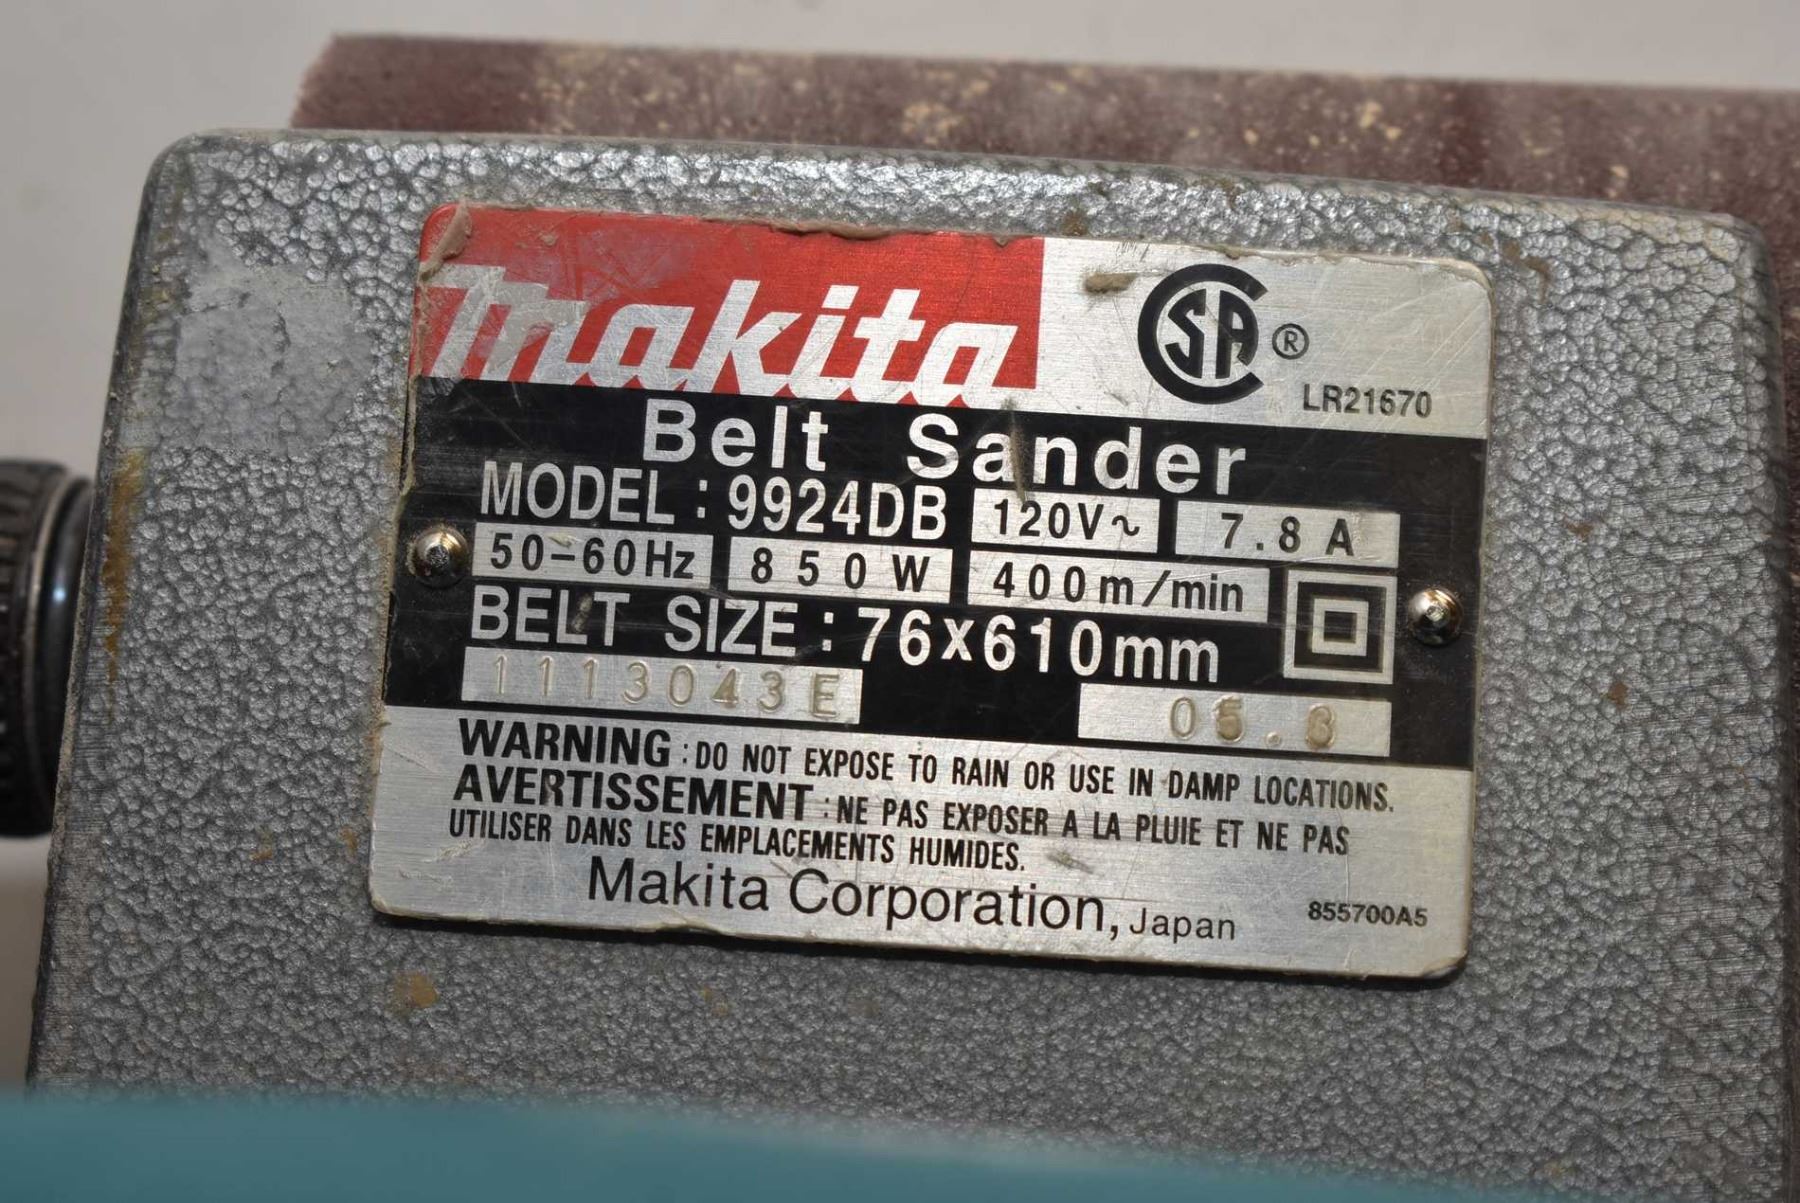 makita
SA ®
LR21670
Belt Sander
MODEL : 9924DB 120V~ 7.8 A
50-60Hz 850W 400m/min
BELT SIZE : 76x610mm
1113043E
WARNING : DO NOT EXPOSE TO RAIN OR USE IN DAMP LOCATIONS.
AVERTISSEMENT : NE PAS EXPOSER A LA PLUIE ET NE PAS
UTILISER DANS LES EMPLACEMENTS HUMIDES.
Makita Corporation, Japan
855700A5